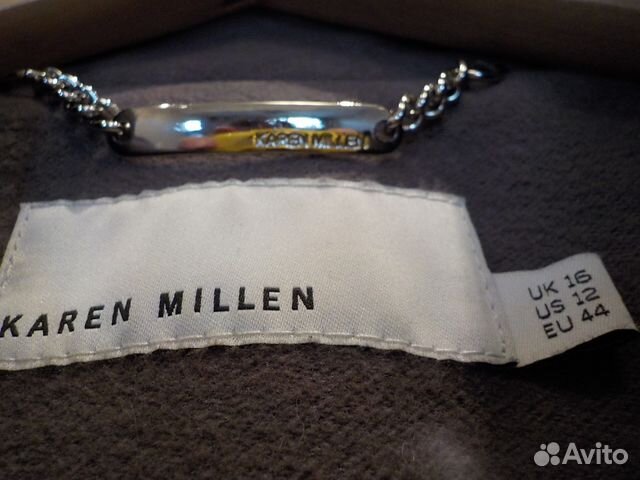 KAREN MILLEN
KAREN MILLEN
UK 16
US 12
EU 44
Avito